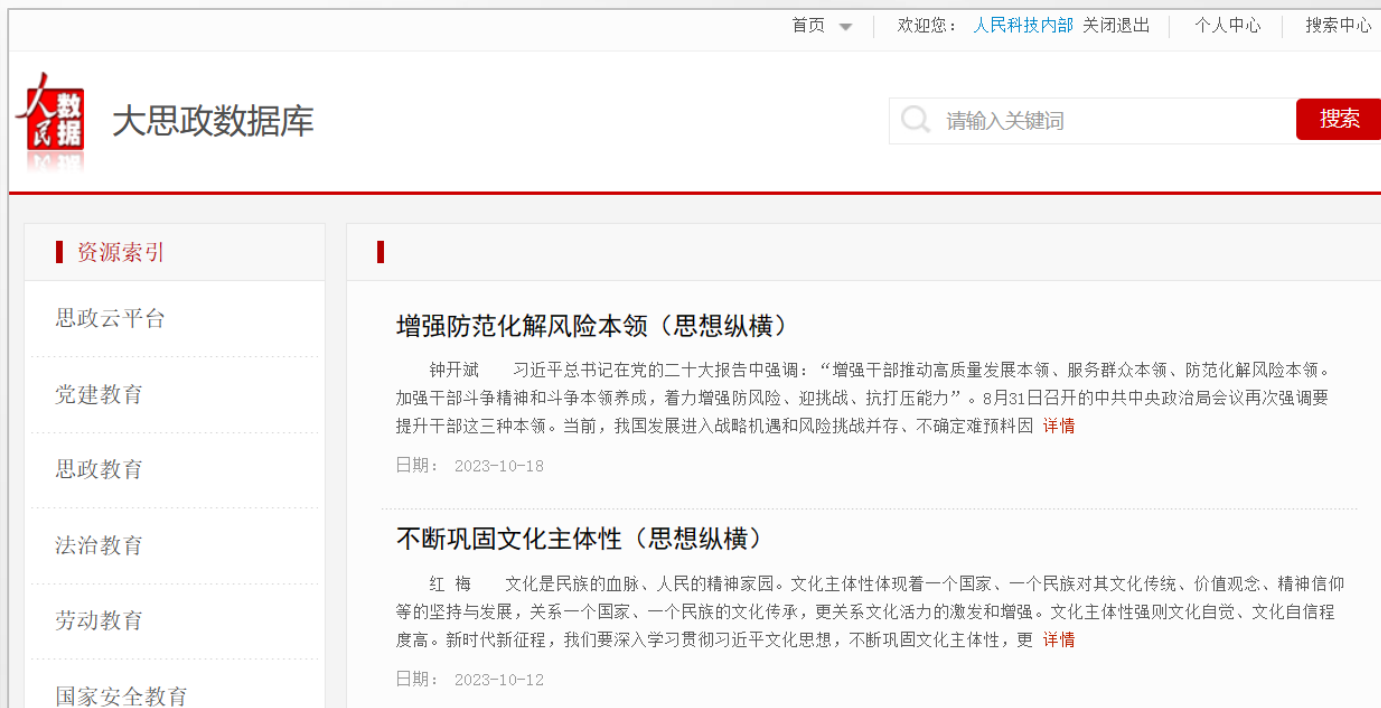 首页
欢迎您： 人民科技内部 关闭退出
个人中心
搜索中心
人民数据
大思政数据库
请输入关键词
搜索
资源索引
思政云平台
党建教育
思政教育
法治教育
劳动教育
国家安全教育
增强防范化解风险本领（思想纵横）
钟开斌 习近平总书记在党的二十大报告中强调：“增强干部推动高质量发展本领、服务群众本领、防范化解风险本领。
加强干部斗争精神和斗争本领养成，着力增强防风险、迎挑战、抗打压能力”。8月31日召开的中共中央政治局会议再次强调要
提升干部这三种本领。当前，我国发展进入战略机遇和风险挑战并存、不确定难预料因 详情
日期： 2023-10-18
不断巩固文化主体性（思想纵横）
红 梅 文化是民族的血脉、人民的精神家园。文化主体性体现着一个国家、一个民族对其文化传统、价值观念、精神信仰
等的坚持与发展，关系一个国家、一个民族的文化传承，更关系文化活力的激发和增强。文化主体性强则文化自觉、文化自信程
度高。新时代新征程，我们要深入学习贯彻习近平文化思想，不断巩固文化主体性，更 详情
日期： 2023-10-12